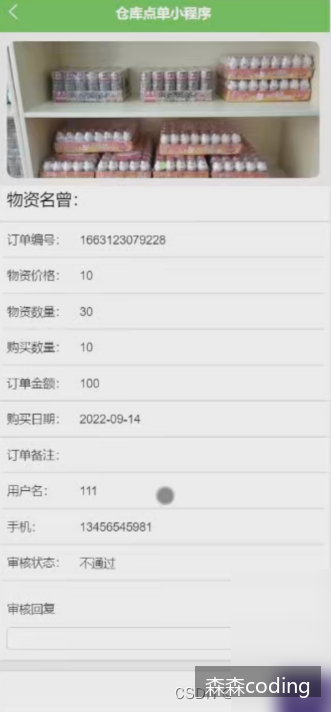 仓库点单小程序
物资名曾：
订单编号： 1663123079228
物资价格： 10
物资数量： 30
购买数量： 10
订单金额： 100
购买日期： 2022-09-14
订单备注：
用户名： 111
手机： 13456545981
审核状态： 不通过
审核回复
森森coding